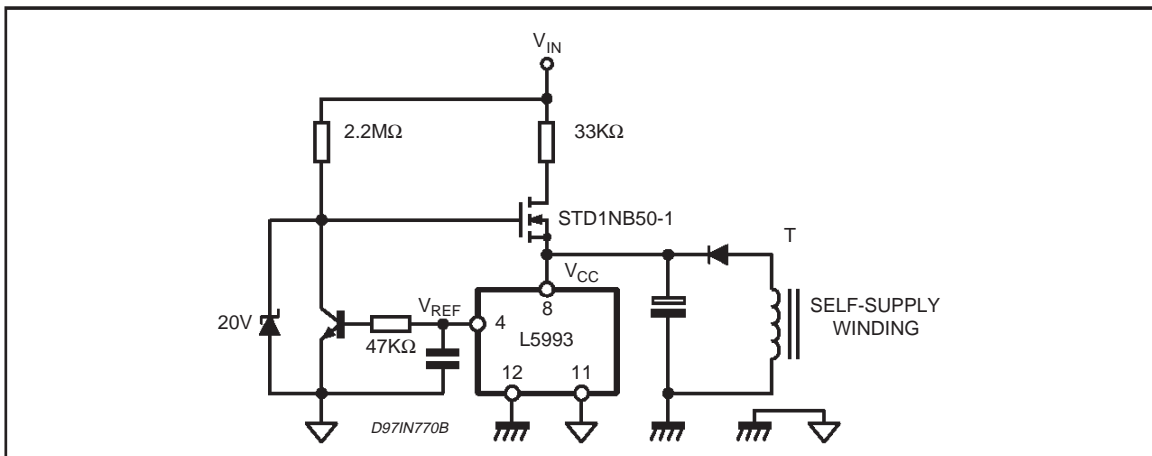 V_IN
2.2MΩ
33KΩ
STD1NB50-1
T
V_CC
8
V_REF
4
20V
L5993
SELF-SUPPLY
WINDING
47KΩ
12
11
D97IN770B